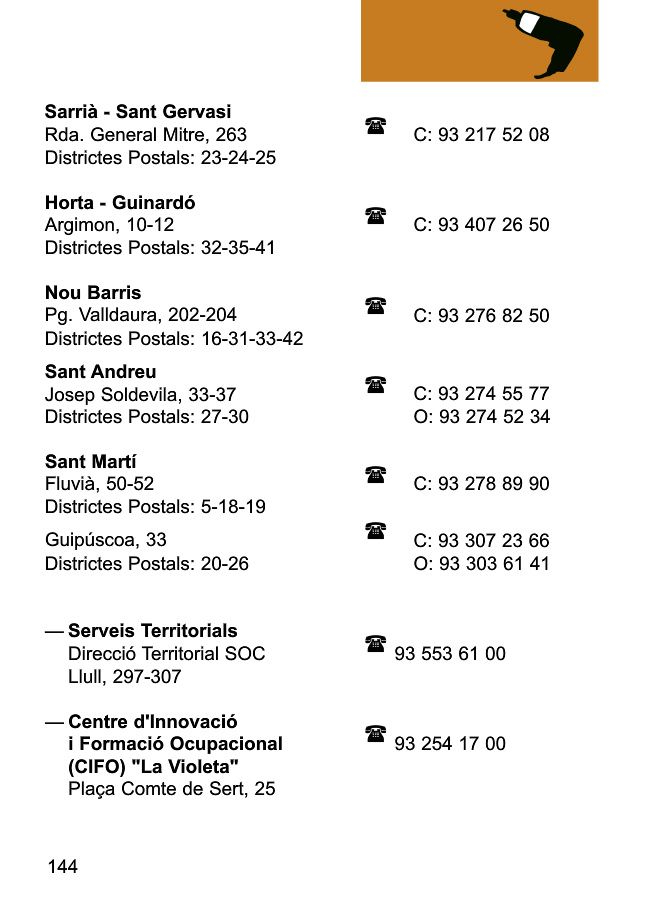 Sarrià - Sant Gervasi
Rda. General Mitre, 263 ☎ C: 93 217 52 08
Districtes Postals: 23-24-25
Horta - Guinardó
Argimon, 10-12 ☎ C: 93 407 26 50
Districtes Postals: 32-35-41
Nou Barris
Pg. Valldaura, 202-204 ☎ C: 93 276 82 50
Districtes Postals: 16-31-33-42
Sant Andreu
Josep Soldevila, 33-37 ☎ C: 93 274 55 77
Districtes Postals: 27-30 O: 93 274 52 34
Sant Martí
Fluvià, 50-52 ☎ C: 93 278 89 90
Districtes Postals: 5-18-19
Guipúscoa, 33 ☎ C: 93 307 23 66
Districtes Postals: 20-26 O: 93 303 61 41
— Serveis Territorials
Direcció Territorial SOC ☎ 93 553 61 00
Llull, 297-307
— Centre d'Innovació
i Formació Ocupacional ☎ 93 254 17 00
(CIFO) "La Violeta"
Plaça Comte de Sert, 25
144